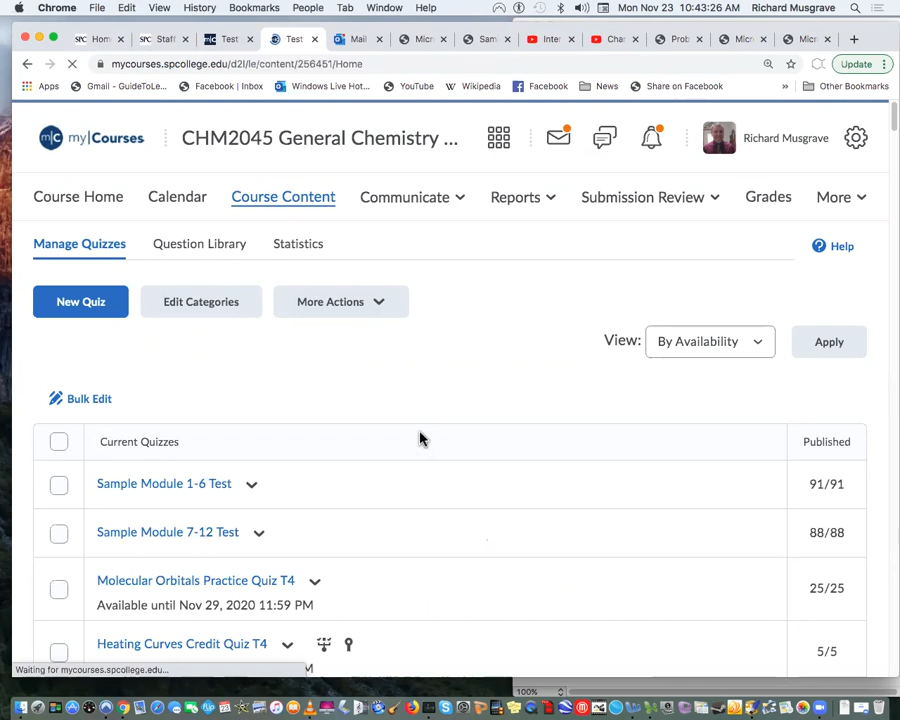 Chrome File Edit View History Bookmarks People Tab Window Help Mon Nov 23 10:43:26 AM Richard Musgrave
SPC Hom SPC Staff Test Test Mail Micr Sam Inter Cha Prob Micr Micr
mycourses.spcollege.edu/d2l/le/content/256451/Home Update
Apps Gmail - GuideToLe... Facebook | Inbox Windows Live Hot... YouTube W Wikipedia Facebook News Share on Facebook » Other Bookmarks
m|c my|Courses CHM2045 General Chemistry ... Richard Musgrave
Course Home Calendar Course Content Communicate Reports Submission Review Grades More
Manage Quizzes Question Library Statistics Help
New Quiz Edit Categories More Actions
View: By Availability Apply
Bulk Edit
Current Quizzes Published
Sample Module 1-6 Test 91/91
Sample Module 7-12 Test 88/88
Molecular Orbitals Practice Quiz T4 25/25
Available until Nov 29, 2020 11:59 PM
Heating Curves Credit Quiz T4 5/5
Waiting for mycourses.spcollege.edu... M
100%